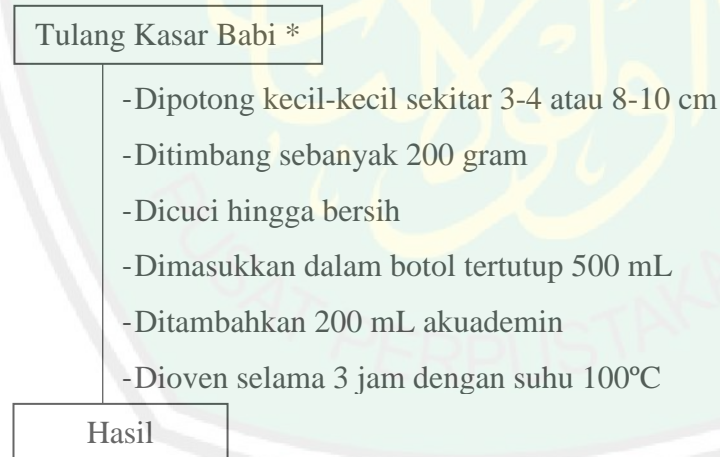 Tulang Kasar Babi *
-Dipotong kecil-kecil sekitar 3-4 atau 8-10 cm
-Ditimbang sebanyak 200 gram
-Dicuci hingga bersih
-Dimasukkan dalam botol tertutup 500 mL
-Ditambahkan 200 mL akuademin
-Dioven selama 3 jam dengan suhu 100ºC
Hasil